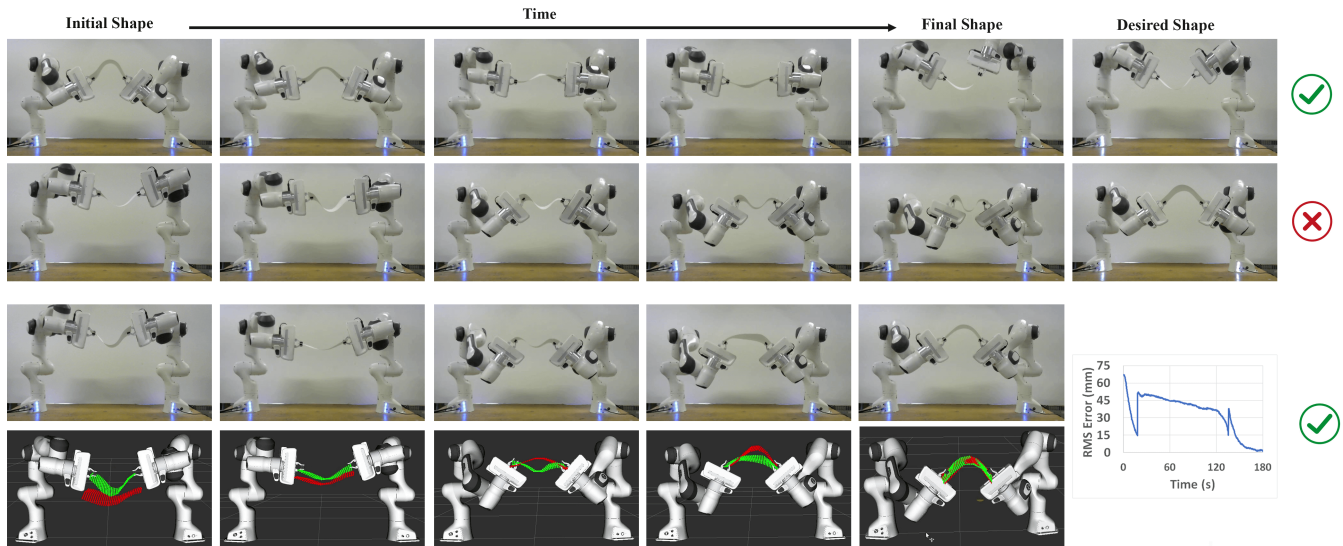 Initial Shape
Time
Final Shape
Desired Shape
75
60
45
30
15
0
RMS Error (mm)
0
60
120
180
Time (s)